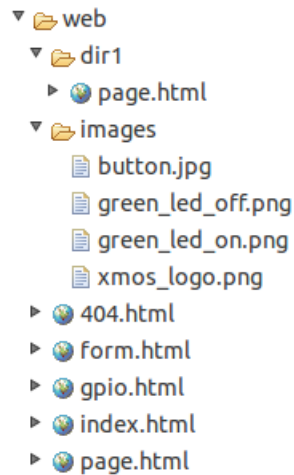 web
dir1
page.html
images
button.jpg
green_led_off.png
green_led_on.png
xmos_logo.png
404.html
form.html
gpio.html
index.html
page.html